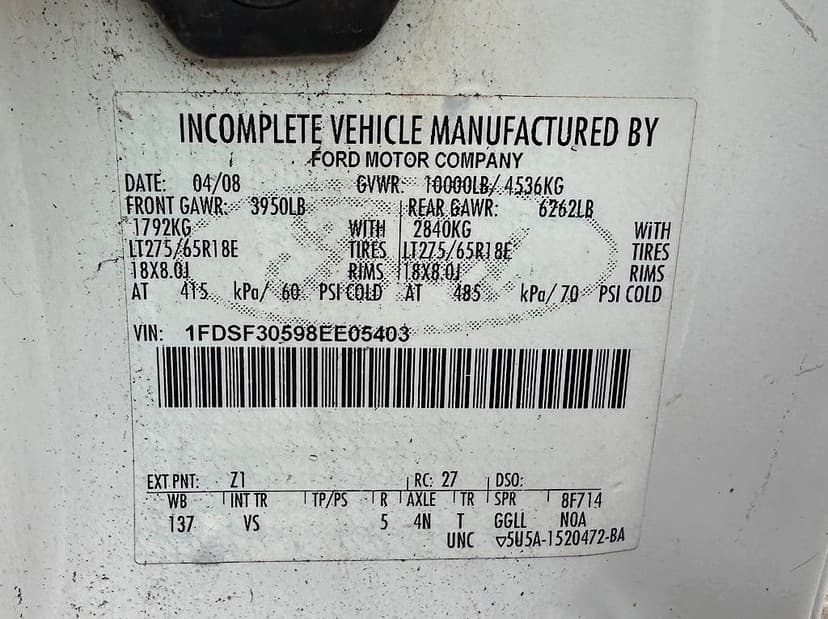 INCOMPLETE VEHICLE MANUFACTURED BY
FORD MOTOR COMPANY
DATE: 04/08 GVWR: 10000LB/ 4536KG
FRONT GAWR: 3950LB REAR GAWR: 6262LB
1792KG WITH 2840KG WiTH
LT275/65R18E TIRES LT275/65R18E TIRES
18X8.0J RIMS 18X8.0J RIMS
AT 415 kPa/ 60 PSI COLD AT 485 kPa/ 70 PSI COLD
VIN: 1FDSF30598EE05403
EXT PNT: Z1 RC: 27 DSO:
WB INT TR TP/PS R AXLE TR SPR 8F714
137 VS 5 4N T GGLL NOA
UNC ▽5U5A-1520472-BA